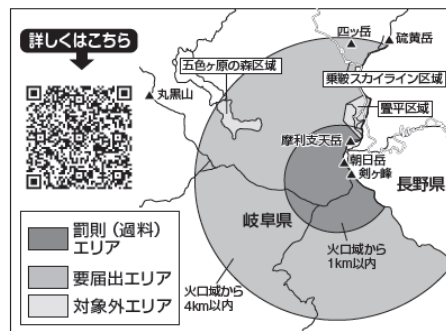 詳しくはこちら
四ッ岳
硫黄岳
五色ヶ原の森区域
乗鞍スカイライン区域
丸黒山
畳平区域
摩利支天岳
朝日岳
剣ヶ峰
長野県
岐阜県
罰則（過料）
エリア
要届出エリア
対象外エリア
火口域から
1km以内
火口域から
4km以内